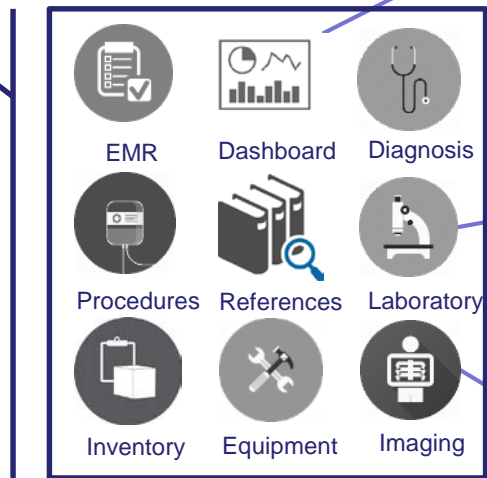 EMR Dashboard Diagnosis
Procedures References Laboratory
Inventory Equipment Imaging